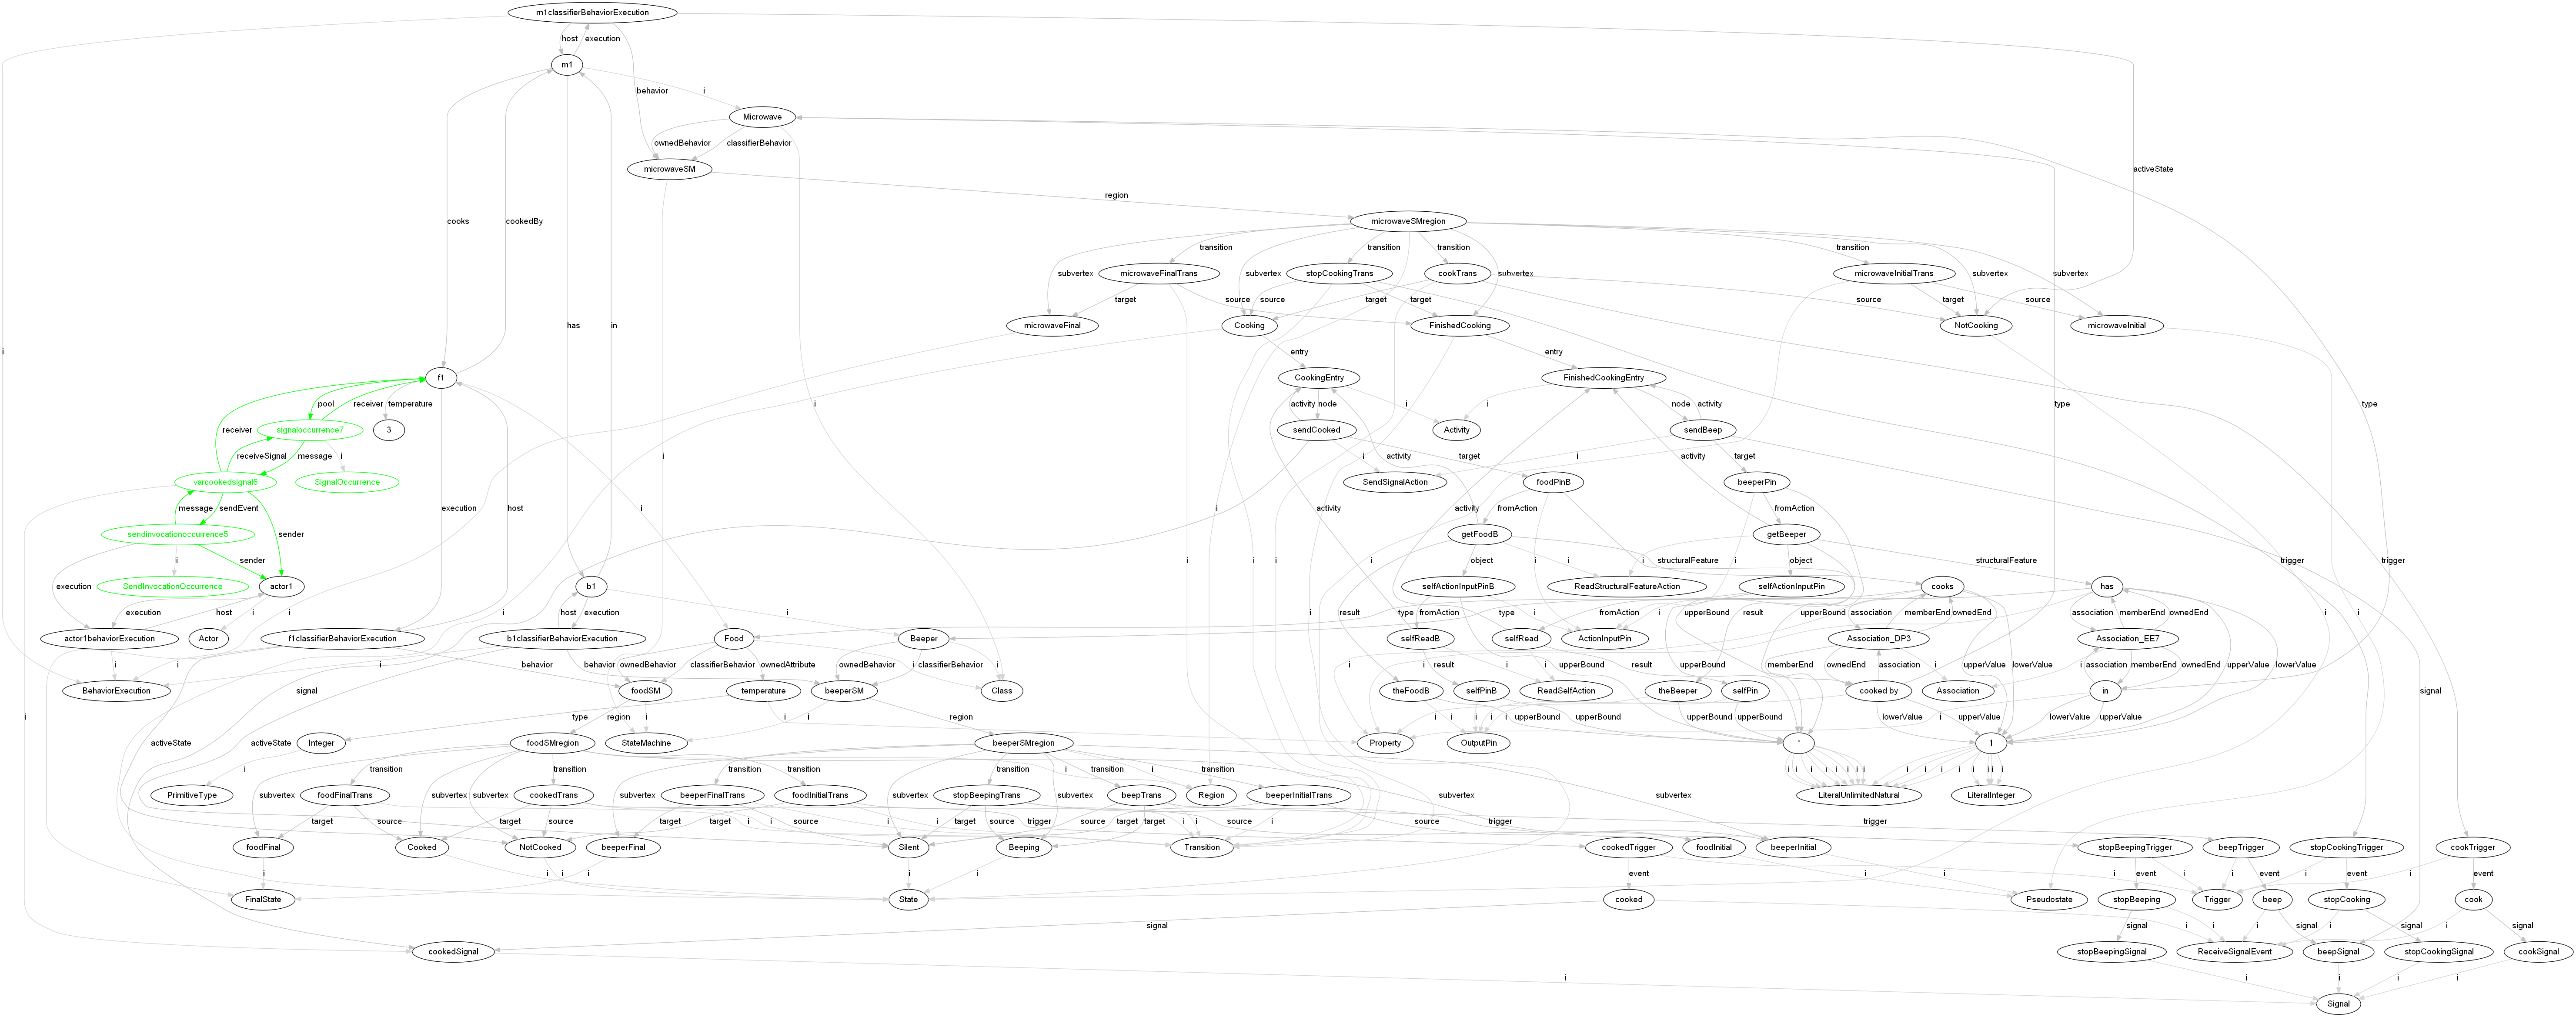 m1classifierBehaviorExecution
host
execution
m1
behavior
i
Microwave
ownedBehavior
classifierBehavior
microwaveSM
activeState
region
cooks
cookedBy
microwaveSMregion
transition
transition
transition
transition
subvertex
subvertex
subvertex
subvertex
subvertex
microwaveFinalTrans
stopCookingTrans
cookTrans
microwaveInitialTrans
target
source
source
target
target
source
target
source
has
in
microwaveFinal
Cooking
FinishedCooking
NotCooking
microwaveInitial
i
entry
entry
f1
CookingEntry
FinishedCookingEntry
pool
receiver
temperature
i
activity
node
i
i
node
activity
type
type
receiver
signaloccurrence7
3
sendCooked
Activity
sendBeep
receiveSignal
message
i
i
activity
target
activity
i
target
varcookedsignal6
SignalOccurrence
SendSignalAction
foodPinB
beeperPin
message
sendEvent
i
execution
host
i
activity
activity
fromAction
fromAction
sendinvocationoccurrence5
sender
getFoodB
getBeeper
execution
i
sender
i
i
object
i
structuralFeature
i
i
object
structuralFeature
trigger
trigger
SendInvocationOccurrence
actor1
b1
selfActionInputPinB
ReadStructuralFeatureAction
selfActionInputPin
cooks
has
execution
host
i
i
i
host
execution
i
result
fromAction
i
type
type
fromAction
i
upperBound
result
upperBound
association
memberEnd
ownedEnd
association
memberEnd
ownedEnd
i
i
actor1behaviorExecution
Actor
f1classifierBehaviorExecution
b1classifierBehaviorExecution
Food
Beeper
selfReadB
selfRead
ActionInputPin
Association_DP3
Association_EE7
i
i
i
behavior
behavior
ownedBehavior
classifierBehavior
ownedAttribute
i
ownedBehavior
classifierBehavior
i
i
i
result
i
i
upperBound
result
upperBound
memberEnd
ownedEnd
association
i
upperValue
lowerValue
i
association
memberEnd
ownedEnd
upperValue
lowerValue
BehaviorExecution
foodSM
temperature
beeperSM
Class
theFoodB
selfPinB
ReadSelfAction
theBeeper
selfPin
cooked by
Association
in
signal
signal
i
region
i
type
i
i
region
i
i
upperBound
upperBound
i
i
upperBound
upperBound
lowerValue
upperValue
i
lowerValue
upperValue
activeState
activeState
Integer
foodSMregion
StateMachine
beeperSMregion
Property
OutputPin
*
1
i
transition
transition
transition
i
transition
transition
transition
i
transition
i
i
i
i
i
i
i
i
i
i
i
i
i
PrimitiveType
subvertex
foodFinalTrans
subvertex
subvertex
cookedTrans
subvertex
beeperFinalTrans
foodInitialTrans
subvertex
stopBeepingTrans
subvertex
beepTrans
Region
beeperInitialTrans
subvertex
subvertex
LiteralUnlimitedNatural
LiteralInteger
target
source
target
source
target
i
i
source
target
i
target
source
trigger
source
target
target
i
i
source
source
trigger
trigger
foodFinal
Cooked
NotCooked
beeperFinal
Silent
Beeping
Transition
cookedTrigger
foodInitial
beeperInitial
stopBeepingTrigger
beepTrigger
stopCookingTrigger
cookTrigger
i
i
i
i
i
event
i
i
i
event
i
i
event
i
event
i
event
FinalState
State
cooked
Pseudostate
stopBeeping
Trigger
beep
stopCooking
cook
signal
i
signal
i
i
signal
i
signal
i
signal
cookedSignal
stopBeepingSignal
ReceiveSignalEvent
beepSignal
stopCookingSignal
cookSignal
i
i
i
i
i
Signal